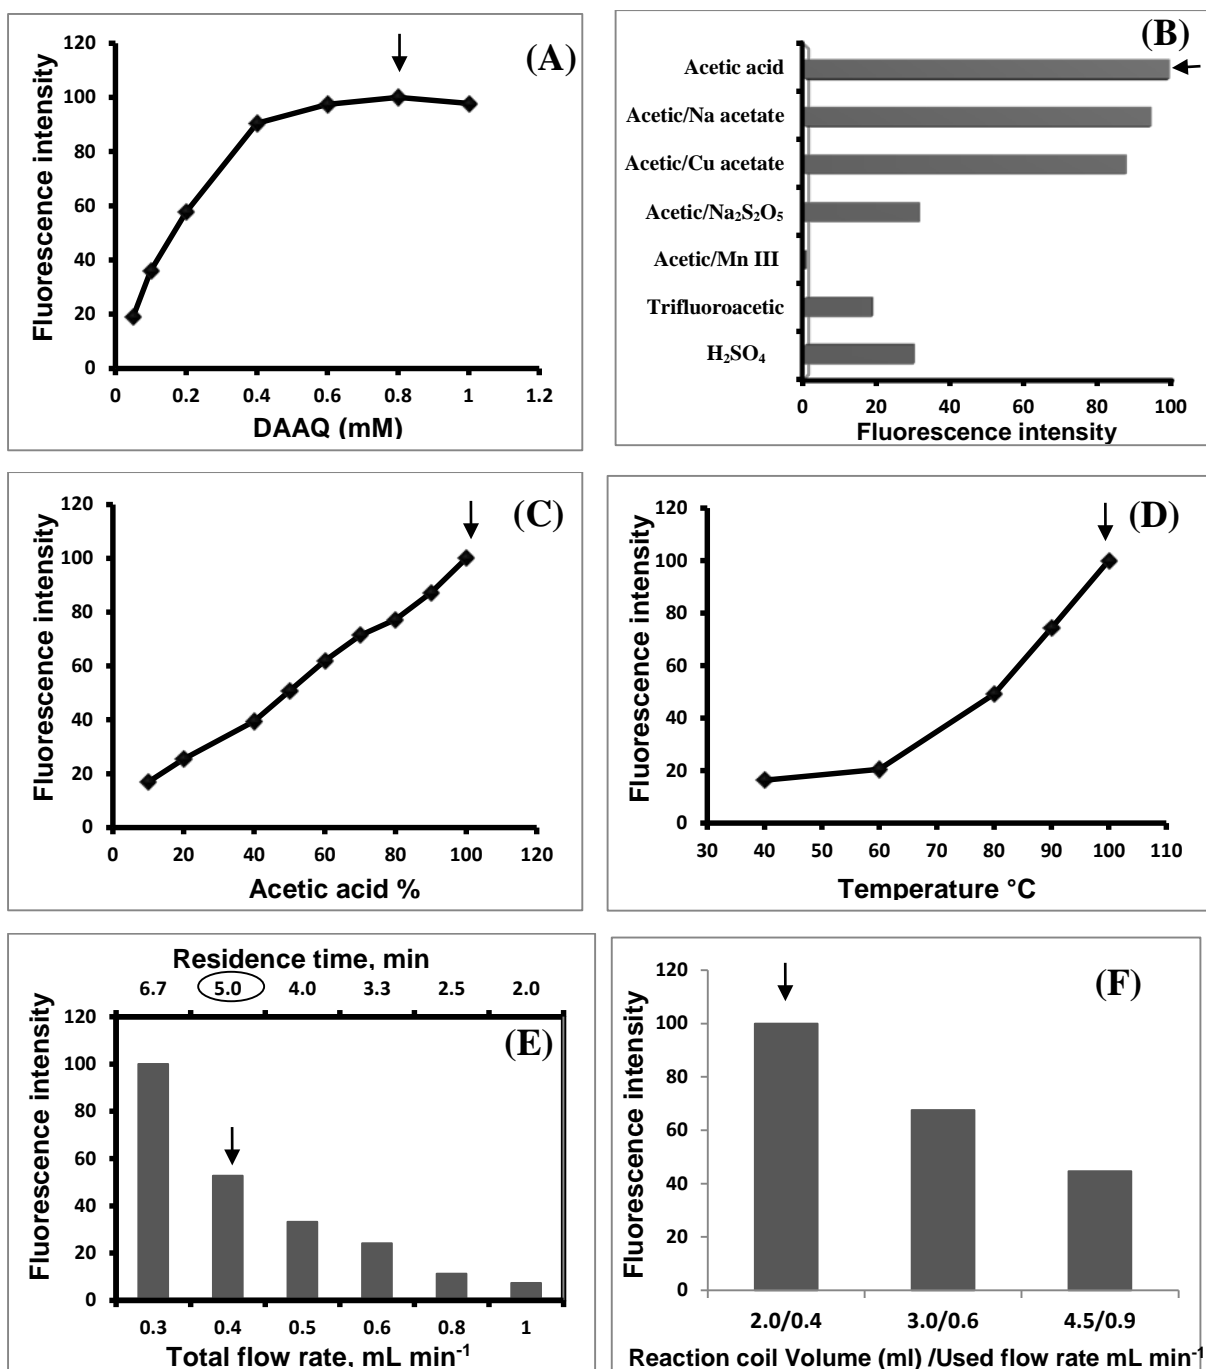 (A)
Fluorescence intensity
120
100
80
60
40
20
0
0 0.2 0.4 0.6 0.8 1 1.2
DAAQ (mM)
(B)
Acetic acid
Acetic/Na acetate
Acetic/Cu acetate
Acetic/Na₂S₂O₅
Acetic/Mn III
Trifluoroacetic
H₂SO₄
0 20 40 60 80 100
Fluorescence intensity
(C)
Fluorescence intensity
120
100
80
60
40
20
0
0 20 40 60 80 100 120
Acetic acid %
(D)
Fluorescence intensity
120
100
80
60
40
20
0
30 40 60 70 80 90 100 110
Temperature °C
Residence time, min
6.7 5.0 4.0 3.3 2.5 2.0
(E)
Fluorescence intensity
120
100
80
60
40
20
0
0.3 0.4 0.5 0.6 0.8 1
Total flow rate, mL min⁻¹
(F)
Fluorescence intensity
120
100
80
60
40
20
0
2.0/0.4 3.0/0.6 4.5/0.9
Reaction coil Volume (ml) /Used flow rate mL min⁻¹